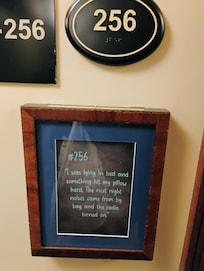 -256
256
#256
"I was lying in bed and
something hit my pillow
hard. The next night
noises came from by
bag and the radio
turned on."